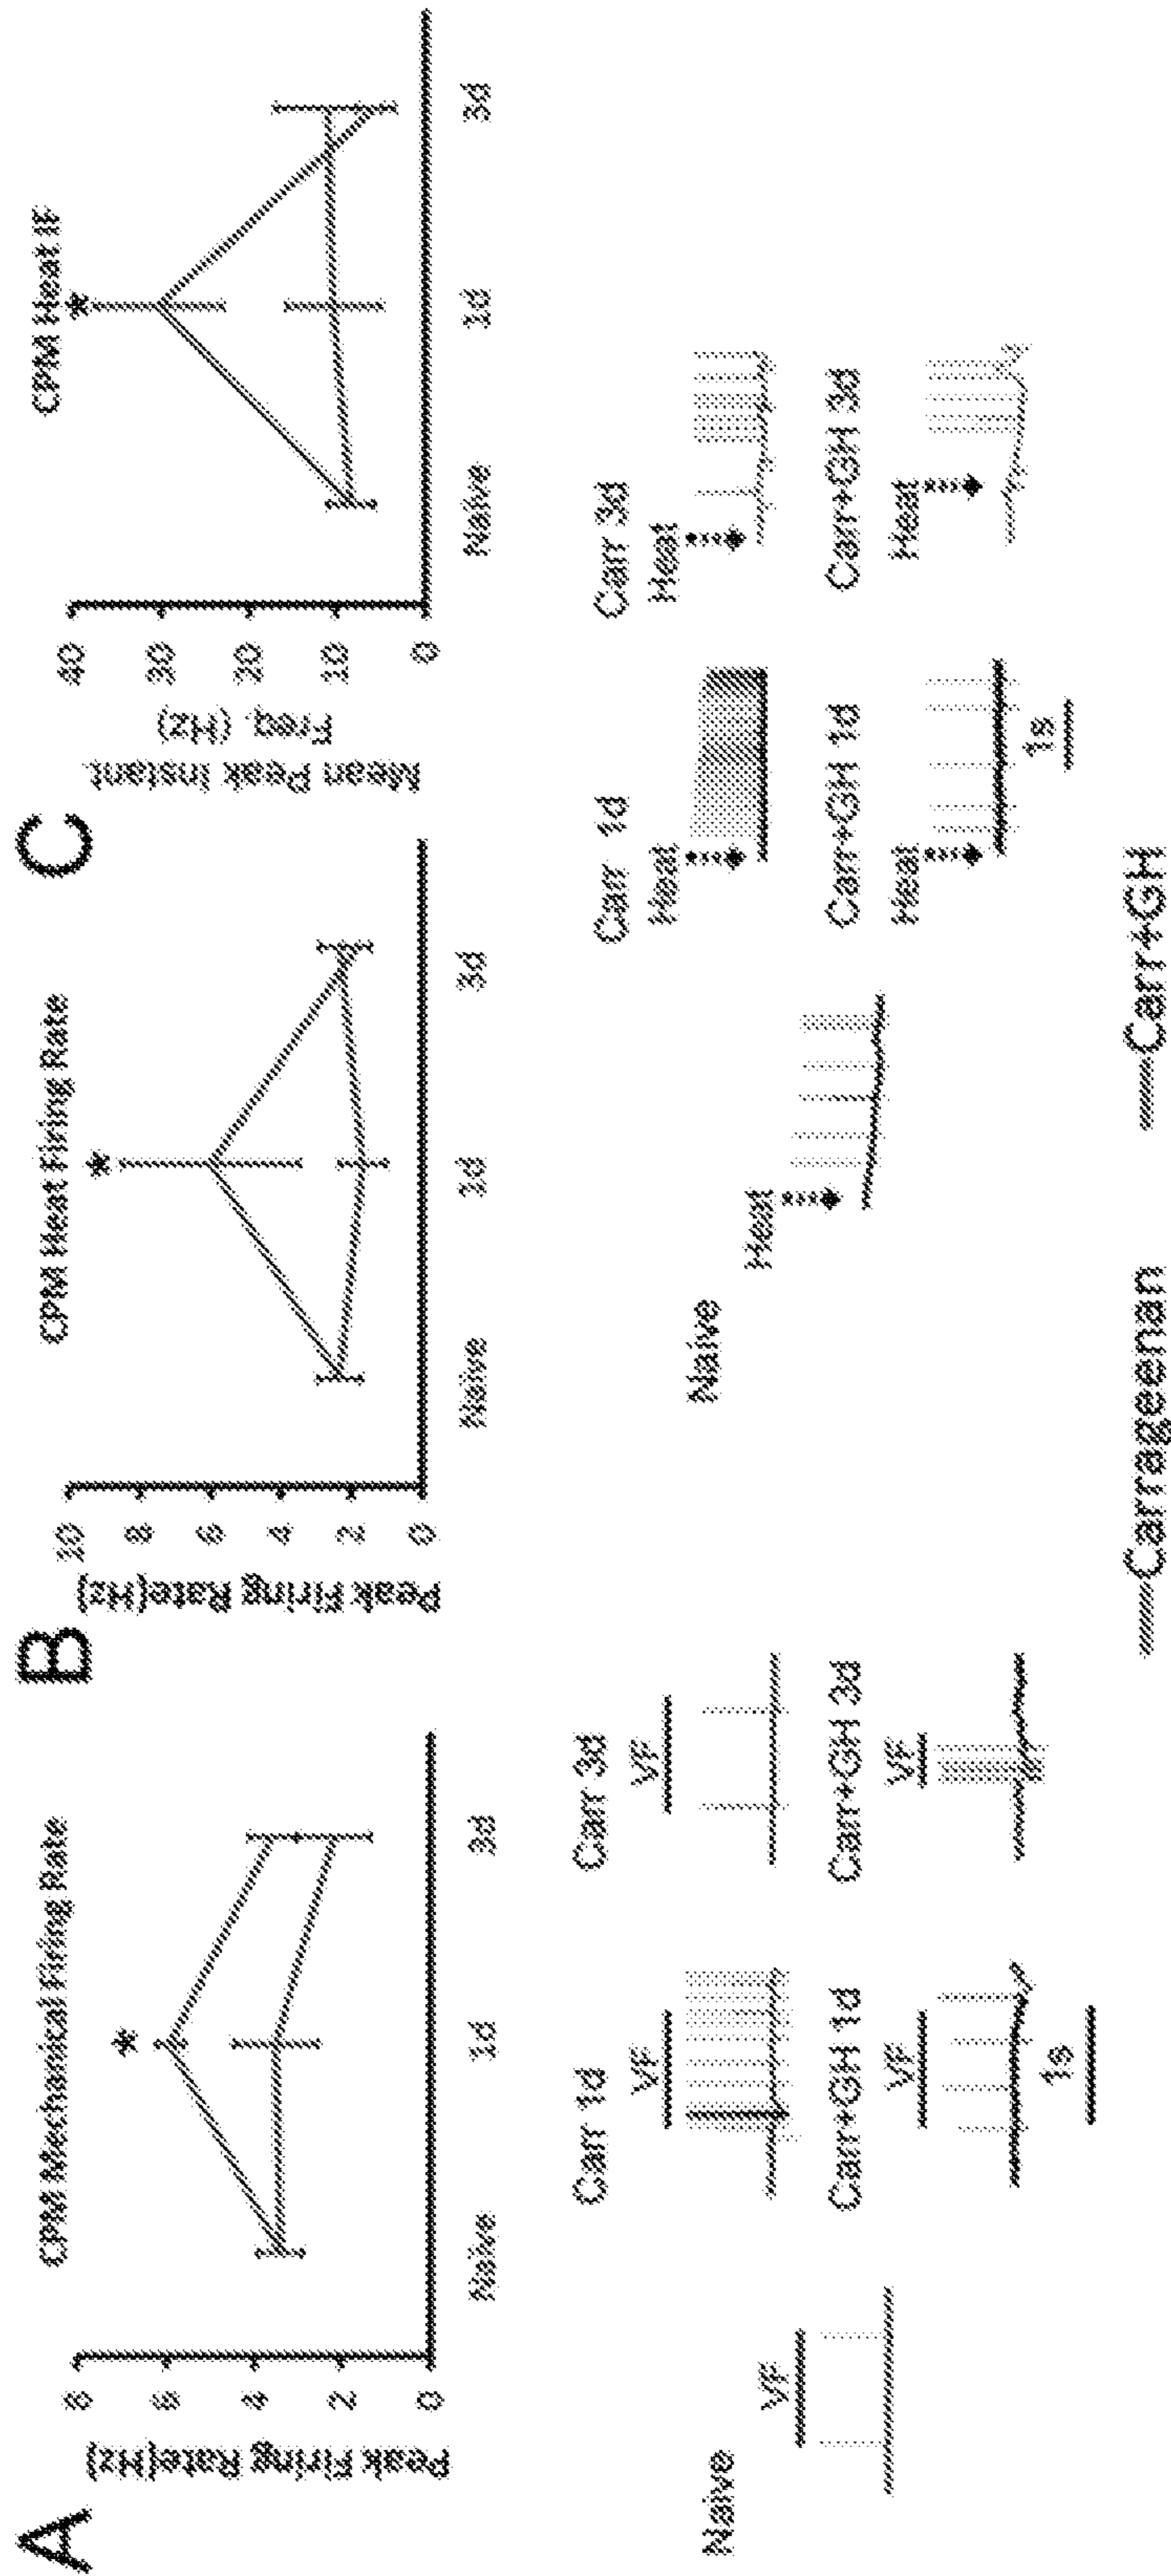 A
CPM Mechanical Firing Rate
Peak Firing Rate(Hz)
8
6
4
2
0
Naive
1d
3d
B
CPM Heat Firing Rate
Peak Firing Rate(Hz)
10
8
6
4
2
0
Naive
1d
3d
C
CPM Heat IF
Mean Peak Instant.
Freq. (Hz)
40
30
20
10
0
Naive
1d
3d
Naive
VF
Carr 1d
VF
Carr 3d
VF
Carr+GH 1d
VF
Carr+GH 3d
VF
1s
Naive
Heat
Carr 1d
Heat
Carr 3d
Heat
Carr+GH 1d
Heat
Carr+GH 3d
Heat
1s
Carrageenan
Carr+GH